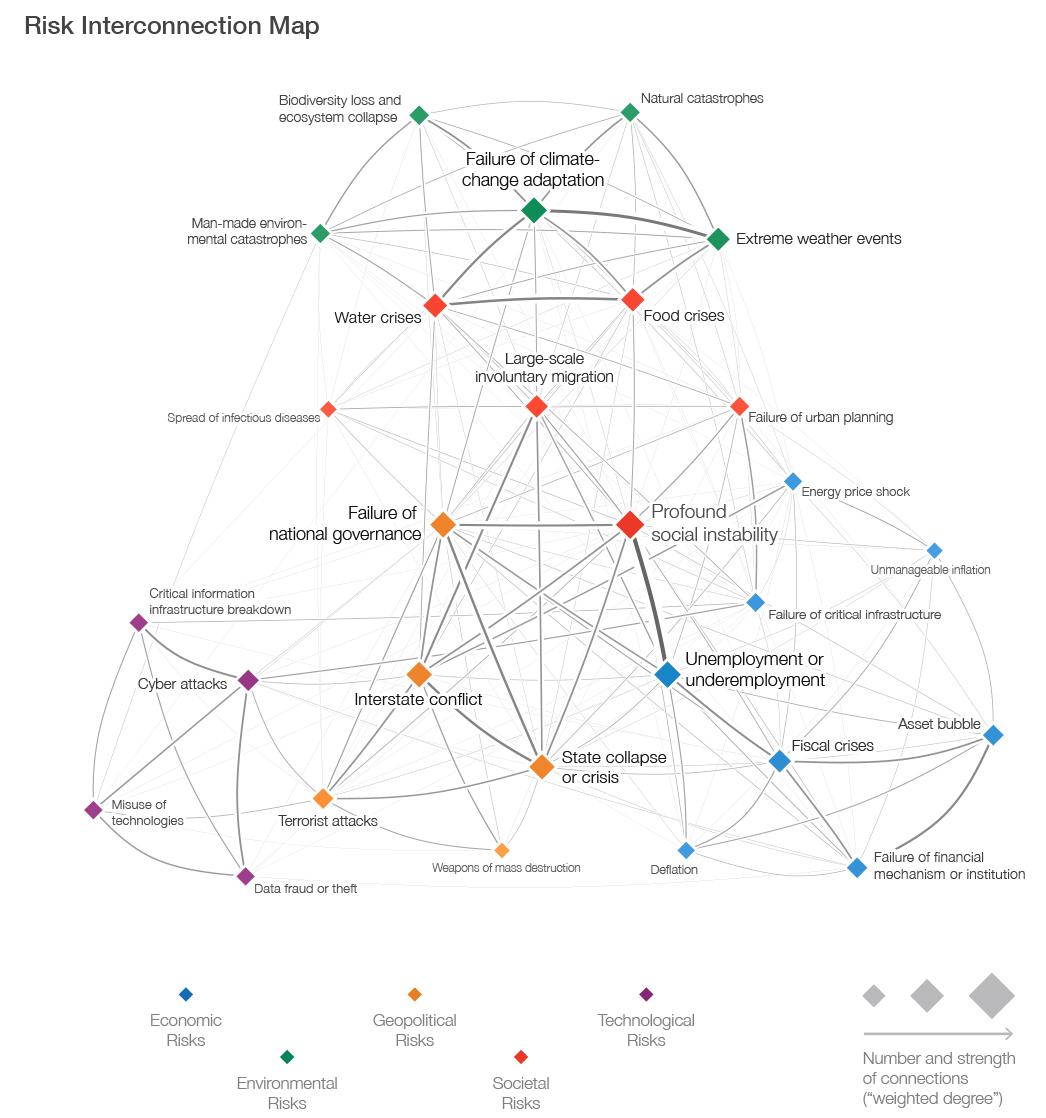 Risk Interconnection Map
Biodiversity loss and
ecosystem collapse
Natural catastrophes
Failure of climate-
change adaptation
Man-made environ-
mental catastrophes
Extreme weather events
Water crises
Food crises
Large-scale
involuntary migration
Spread of infectious diseases
Failure of urban planning
Energy price shock
Failure of
national governance
Profound
social instability
Unmanageable inflation
Critical information
infrastructure breakdown
Failure of critical infrastructure
Cyber attacks
Interstate conflict
Unemployment or
underemployment
Asset bubble
Fiscal crises
State collapse
or crisis
Misuse of
technologies
Terrorist attacks
Weapons of mass destruction
Deflation
Failure of financial
mechanism or institution
Data fraud or theft
Economic
Risks
Geopolitical
Risks
Technological
Risks
Environmental
Risks
Societal
Risks
Number and strength
of connections
(“weighted degree”)